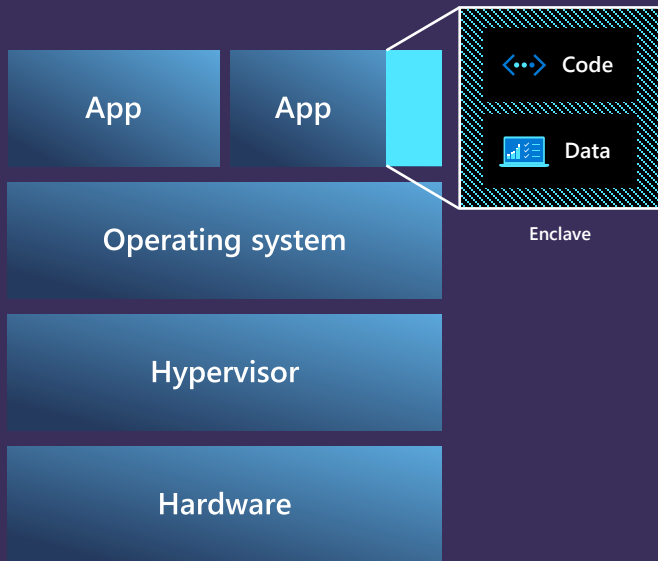 App
App
Code
Data
Enclave
Operating system
Hypervisor
Hardware